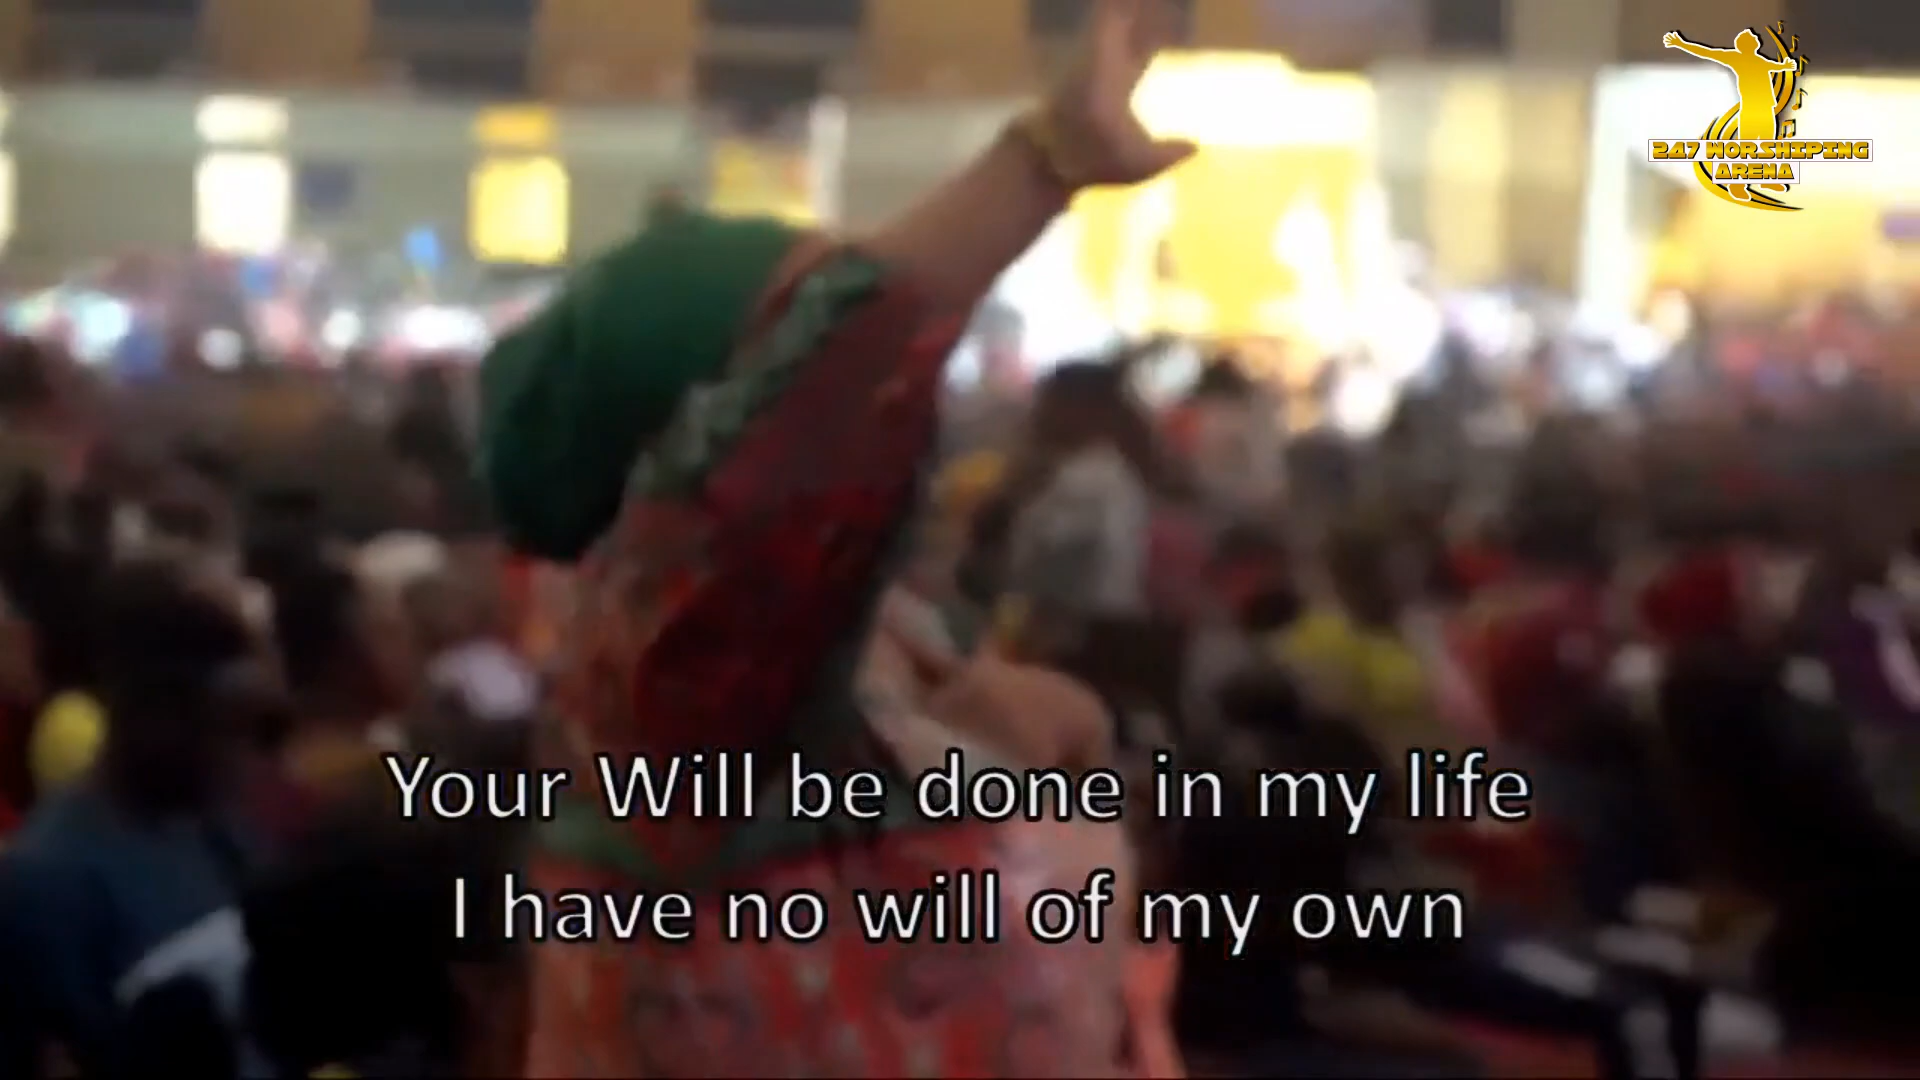 247 WORSHIPING
ARENA
Your Will be done in my life
I have no will of my own